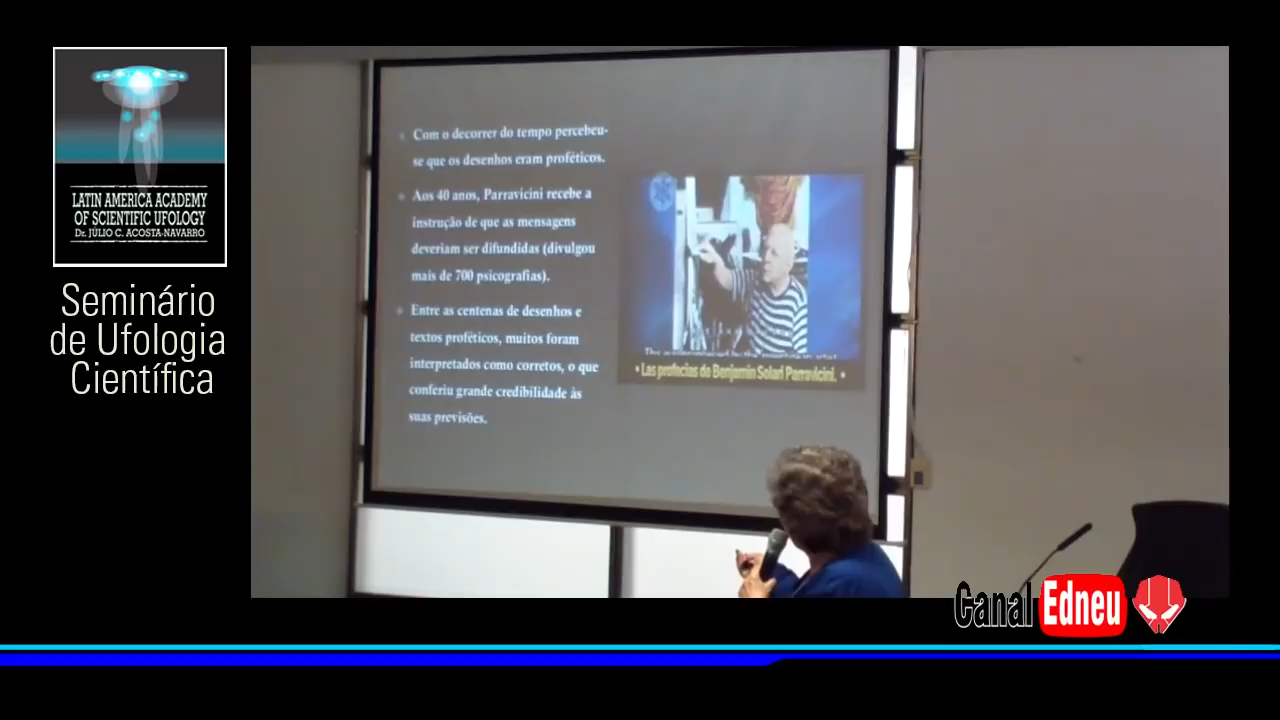 LATIN AMERICA ACADEMY
OF SCIENTIFIC UFOLOGY
Dr. JÚLIO C. ACOSTA-NAVARRO
Seminário
de Ufologia
Científica
Com o decorrer do tempo percebeu-
se que os desenhos eram proféticos.
Aos 40 anos, Parravicini recebe a
instrução de que as mensagens
deveriam ser difundidas (divulgou
mais de 700 psicografias).
Entre as centenas de desenhos e
textos proféticos, muitos foram
interpretados como corretos, o que
conferiu grande credibilidade às
suas previsões.
• Las profecias de Benjamin Solari Parravicini. •
Canal Edneu